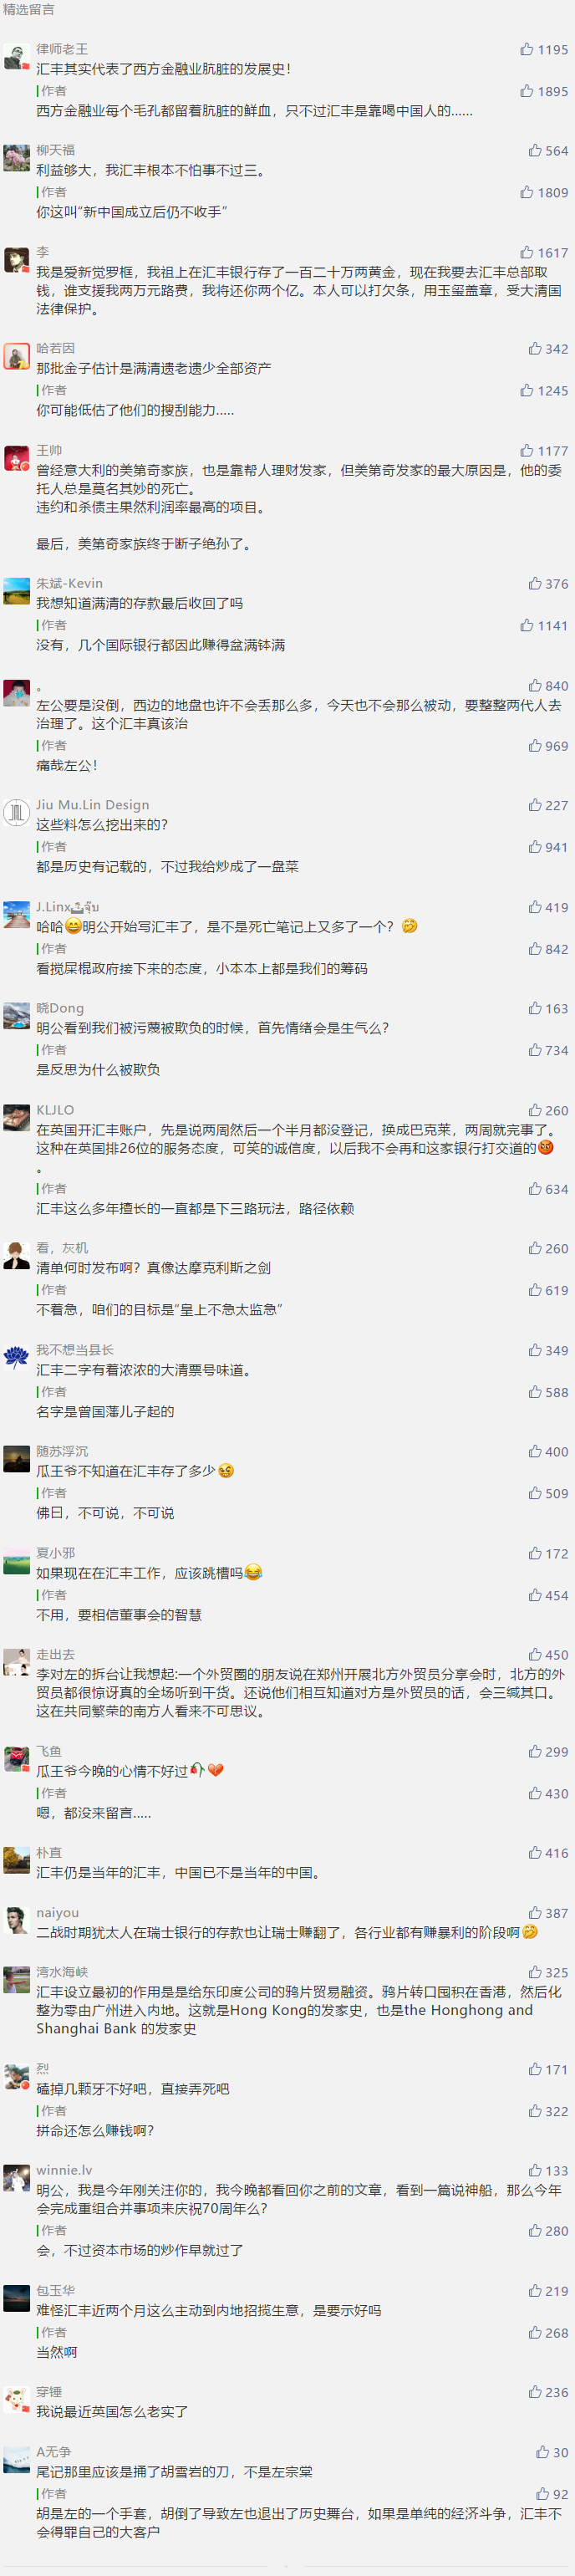 精选留言
律师老王 1195
汇丰其实代表了西方金融业肮脏的发展史!
作者 1895
西方金融业每个毛孔都留着肮脏的鲜血，只不过汇丰是靠喝中国人的......
柳天福 564
利益够大，我汇丰根本不怕事不过三。
作者 1809
你这叫“新中国成立后仍不收手”
李 1617
我是爱新觉罗框，我祖上在汇丰银行存了一百二十万两黄金，现在我要去汇丰总部取
钱，谁支援我两万元路费，我将还你两个亿。本人可以打欠条，用玉玺盖章，受大清国
法律保护。
哈若因 342
那批金子估计是满清遗老遗少全部资产
作者 1245
你可能低估了他们的搜刮能力.....
王帅 1177
曾经意大利的美第奇家族，也是靠帮人理财发家，但美第奇发家的最大原因是，他的委
托人总是莫名其妙的死亡。
违约和杀债主果然利润率最高的项目。
最后，美第奇家族终于断子绝孙了。
朱斌-Kevin 376
我想知道满清的存款最后收回了吗
作者 1141
没有，几个国际银行都因此赚得盆满钵满
。 840
左公要是没倒，西边的地盘也许不会丢那么多，今天也不会那么被动，要整整两代人去
治理了。这个汇丰真该治
作者 969
痛哉左公！
Jiu Mu.Lin Design 227
这些料怎么挖出来的？
作者 941
都是历史有记载的，不过我给炒成了一盘菜
J.Linx 419
哈哈😄明公开始写汇丰了，是不是死亡笔记上又多了一个？🤣
作者 842
看搅屎棍政府接下来的态度，小本本上都是我们的筹码
晓Dong 163
明公看到我们被污蔑被欺负的时候，首先情绪会是生气么？
作者 734
是反思为什么被欺负
KLJLO 260
在英国开汇丰账户，先是说两周然后一个半月都没登记，换成巴克莱，两周就完事了。
这种在英国排26位的服务态度，可笑的诚信度，以后我不会再和这家银行打交道的😡
。
作者 634
汇丰这么多年擅长的一直都是下三路玩法，路径依赖
看，灰机 260
清单何时发布啊？真像达摩克利斯之剑
作者 619
不着急，咱们的目标是“皇上不急太监急”
我不想当县长 349
汇丰二字有着浓浓的大清票号味道。
作者 588
名字是曾国藩儿子起的
随苏浮沉 400
瓜王爷不知道在汇丰存了多少😉
作者 509
佛曰，不可说，不可说
夏小邪 172
如果现在在汇丰工作，应该跳槽吗😂
作者 454
不用，要相信董事会的智慧
走出去 450
李对左的拆台让我想起:一个外贸圈的朋友说在郑州开展北方外贸员分享会时，北方的外
贸员都很惊讶真的全场听到干货。还说他们相互知道对方是外贸员的话，会三缄其口。
这在共同繁荣的南方人看来不可思议。
飞鱼 299
瓜王爷今晚的心情不好过🥀💔
作者 430
嗯，都没来留言.....
朴直 416
汇丰仍是当年的汇丰，中国已不是当年的中国。
naiyou 387
二战时期犹太人在瑞士银行的存款也让瑞士赚翻了，各行业都有赚暴利的阶段啊🤣
湾水海峡 325
汇丰设立最初的作用是是给东印度公司的鸦片贸易融资。鸦片转口囤积在香港，然后化
整为零由广州进入内地。这就是Hong Kong的发家史，也是the Honghong and
Shanghai Bank 的发家史
烈 171
磕掉几颗牙不好吧，直接弄死吧
作者 322
拼命还怎么赚钱啊？
winnie.lv 133
明公，我是今年刚关注你的，我今晚都看回你之前的文章，看到一篇说神船，那么今年
会完成重组合并事项来庆祝70周年么？
作者 280
会，不过资本市场的炒作早就过了
包玉华 219
难怪汇丰近两个月这么主动到内地招揽生意，是要示好吗
作者 268
当然啊
穿锤 236
我说最近英国怎么老实了
A无争 30
尾记那里应该是捅了胡雪岩的刀，不是左宗棠
作者 92
胡是左的一个手套，胡倒了导致左也退出了历史舞台，如果是单纯的经济斗争，汇丰不
会得罪自己的大客户